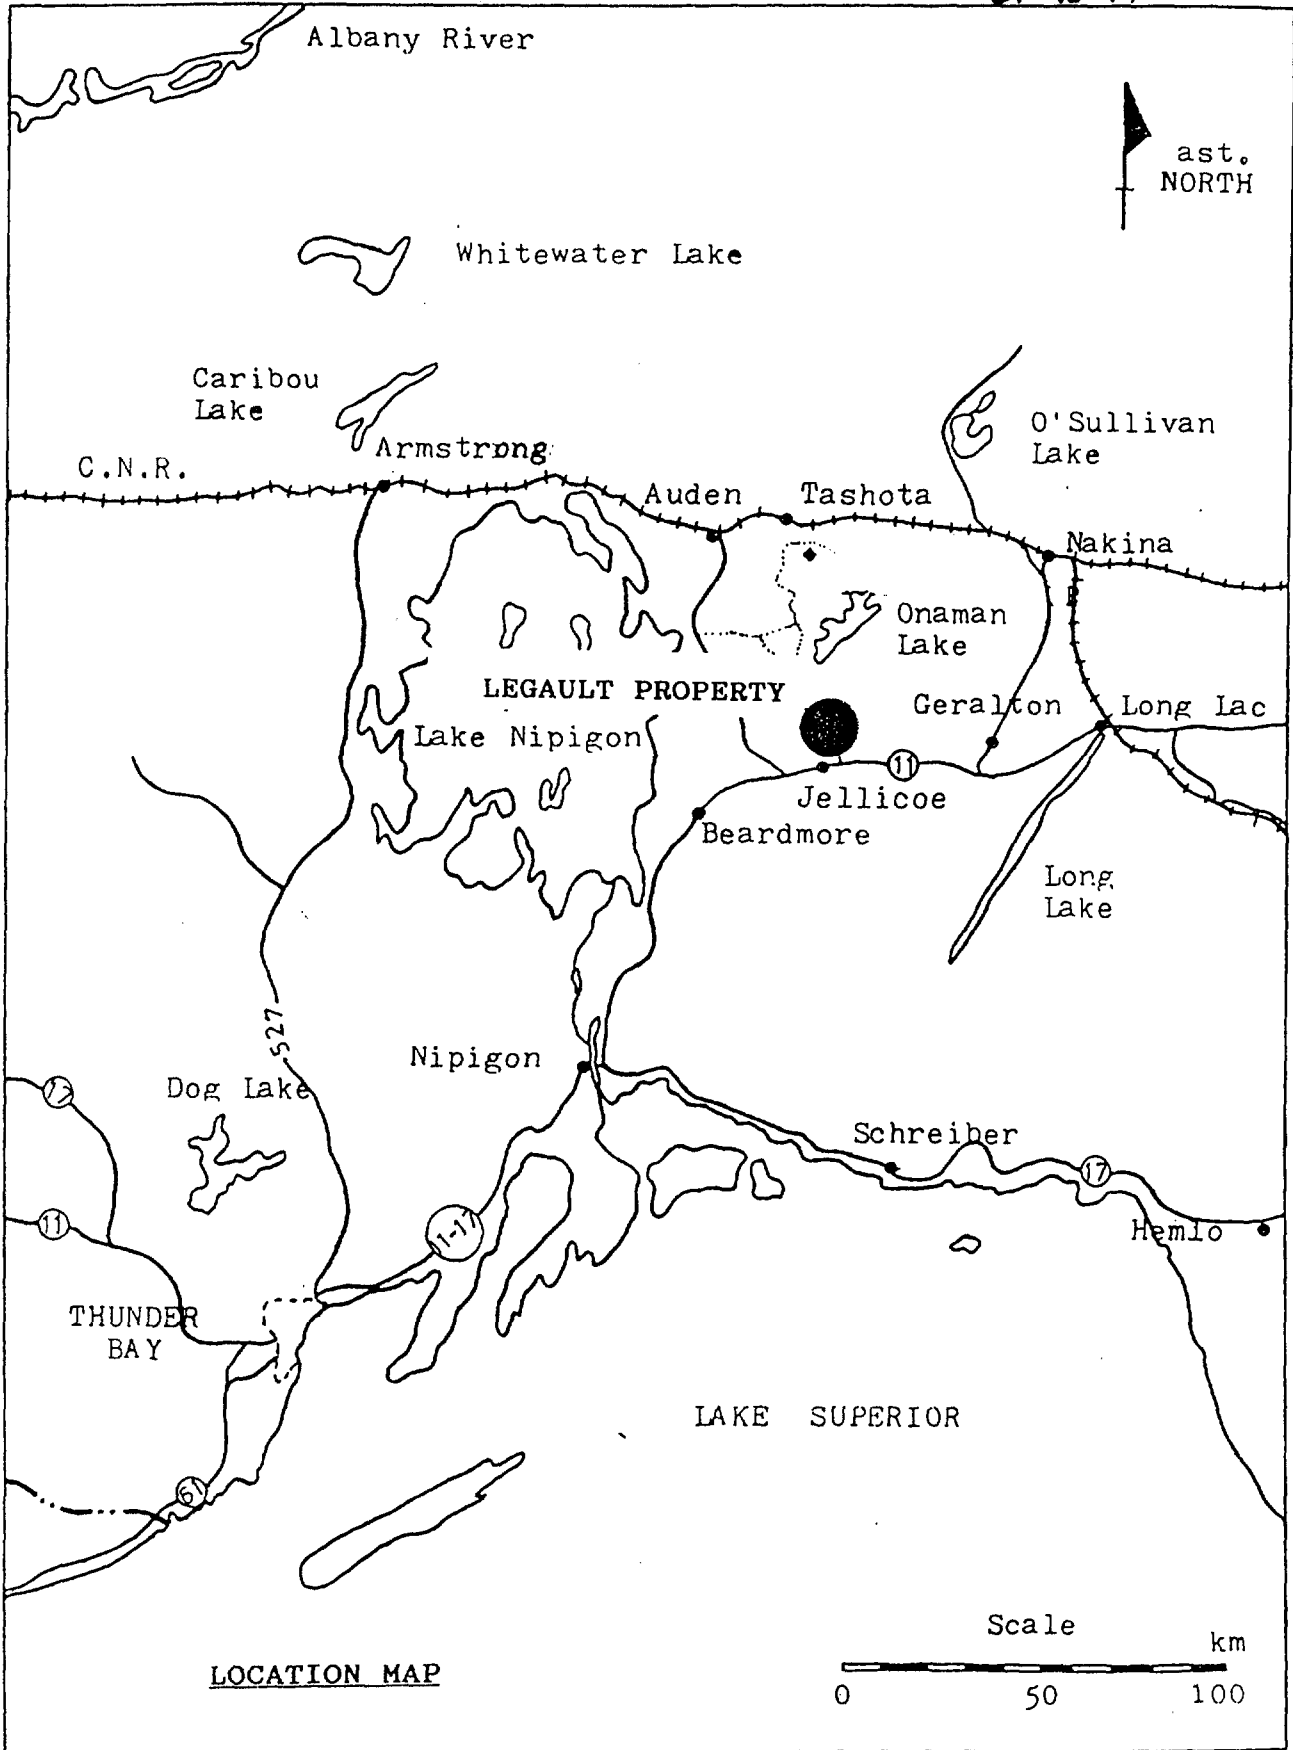 Albany River
ast.
NORTH
Whitewater Lake
Caribou
Lake
O'Sullivan
Lake
Armstrong
C.N.R.
Auden
Tashota
Nakina
Onaman
Lake
LEGAULT PROPERTY
Geralton
Long Lac
Lake Nipigon
11
Jellicoe
Beardmore
Long
Lake
527
Nipigon
Dog Lake
Schreiber
17
11
11-17
Hemlo
THUNDER
BAY
LAKE SUPERIOR
61
Scale
km
LOCATION MAP
0 50 100